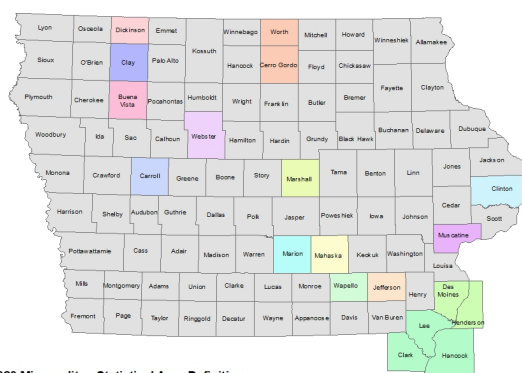 Lyon Osceola Dickinson Emmet Winnebago Worth Mitchell Howard Winneshiek Allamakee
Kossuth
Sioux O'Brien Clay Palo Alto Hancock Cerro Gordo Floyd Chickasaw
Fayette Clayton
Plymouth Cherokee Buena Vista Pocahontas Humboldt Wright Franklin Butler Bremer
Woodbury Ida Sac Calhoun Webster Hamilton Hardin Grundy Black Hawk Buchanan Delaware Dubuque
Jackson
Monona Crawford Carroll Greene Boone Story Marshall Tama Benton Linn Jones
Clinton
Harrison Shelby Audubon Guthrie Dallas Polk Jasper Poweshiek Iowa Johnson Cedar Scott
Muscatine
Pottawattamie Cass Adair Madison Warren Marion Mahaska Keokuk Washington
Louisa
Mills Montgomery Adams Union Clarke Lucas Monroe Wapello Jefferson Henry Des Moines
Fremont Page Taylor Ringgold Decatur Wayne Appanoose Davis Van Buren Lee Henderson
Clark Hancock